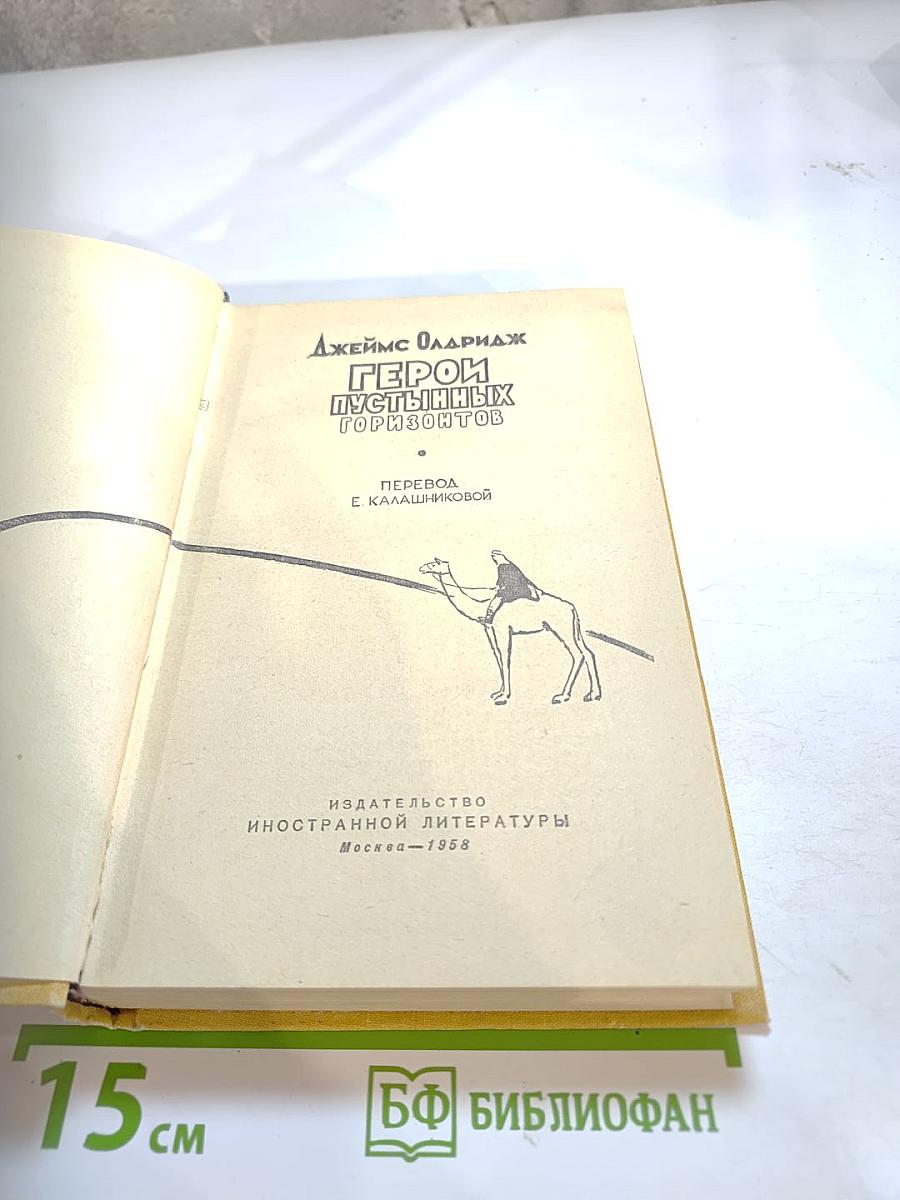 Джеймс Олдридж
ГЕРОИ
ПУСТЫННЫХ
ГОРИЗОНТОВ
ПЕРЕВОД
Е. КАЛАШНИКОВОЙ
ИЗДАТЕЛЬСТВО
ИНОСТРАННОЙ ЛИТЕРАТУРЫ
Москва—1958
15 см
БФ БИБЛИОФАН